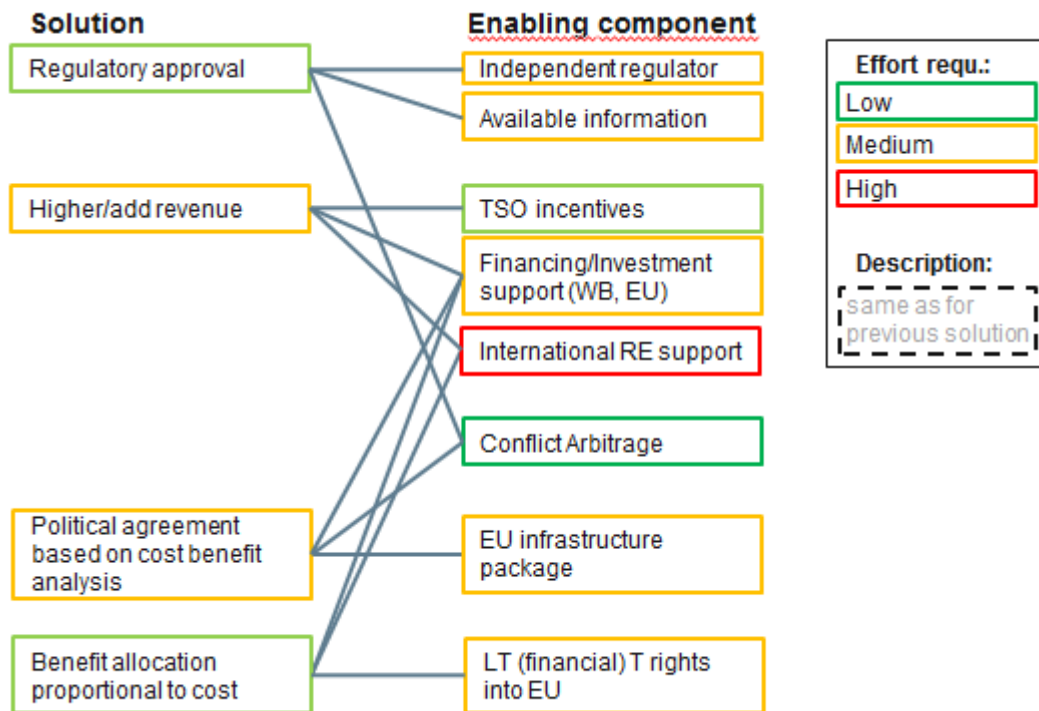 Solution
Enabling component
Regulatory approval
Independent regulator
Available information
Higher/add revenue
TSO incentives
Financing/Investment
support (WB, EU)
International RE support
Conflict Arbitrage
Political agreement
based on cost benefit
analysis
EU infrastructure
package
Benefit allocation
proportional to cost
LT (financial) T rights
into EU
Effort requ.:
Low
Medium
High
Description:
same as for
previous solution